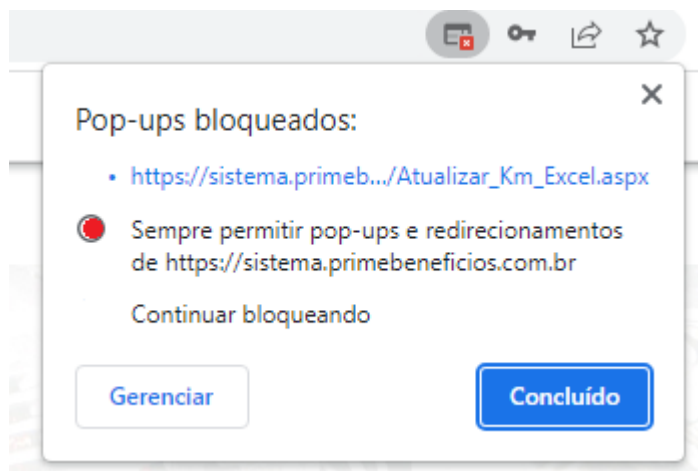 Pop-ups bloqueados:
https://sistema.primeb.../Atualizar_Km_Excel.aspx
Sempre permitir pop-ups e redirecionamentos
de https://sistema.primebeneficios.com.br
Continuar bloqueando
Gerenciar
Concluído